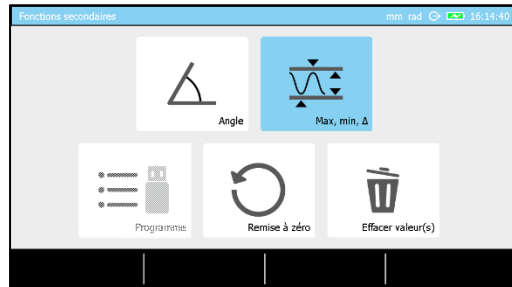 Fonctions secondaires mm rad 16:14:40
Angle Max, min, Δ
Programme Remise à zéro Effacer valeur(s)